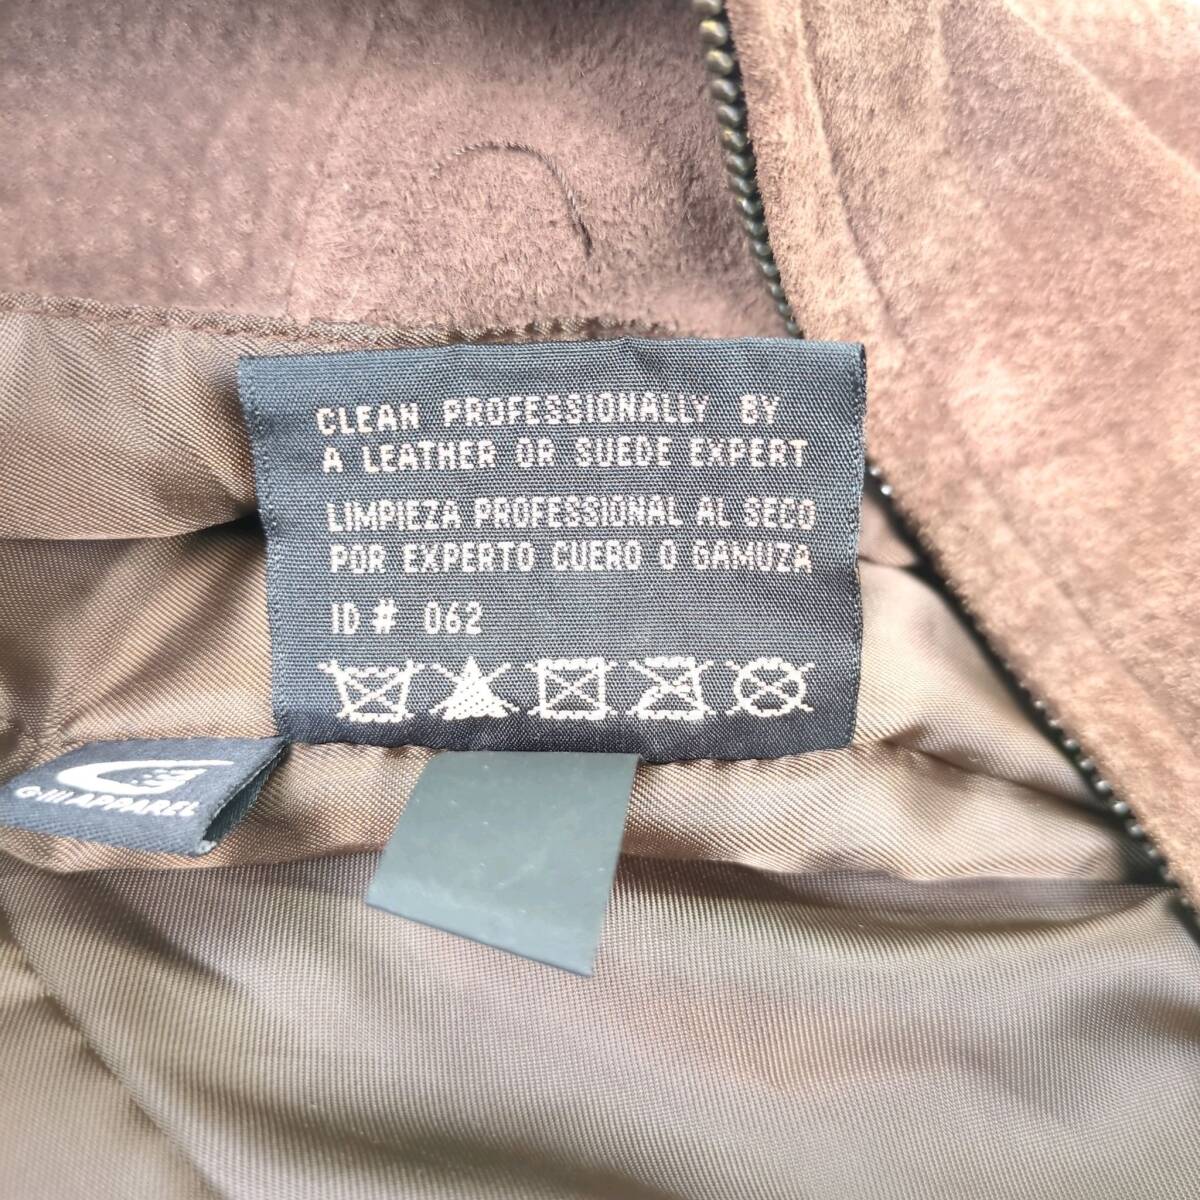 CLEAN PROFESSIONALLY BY
A LEATHER OR SUEDE EXPERT
LIMPIEZA PROFESSIONAL AL SECO
POR EXPERTO CUERO O GAMUZA
ID # 062
G-III APPAREL